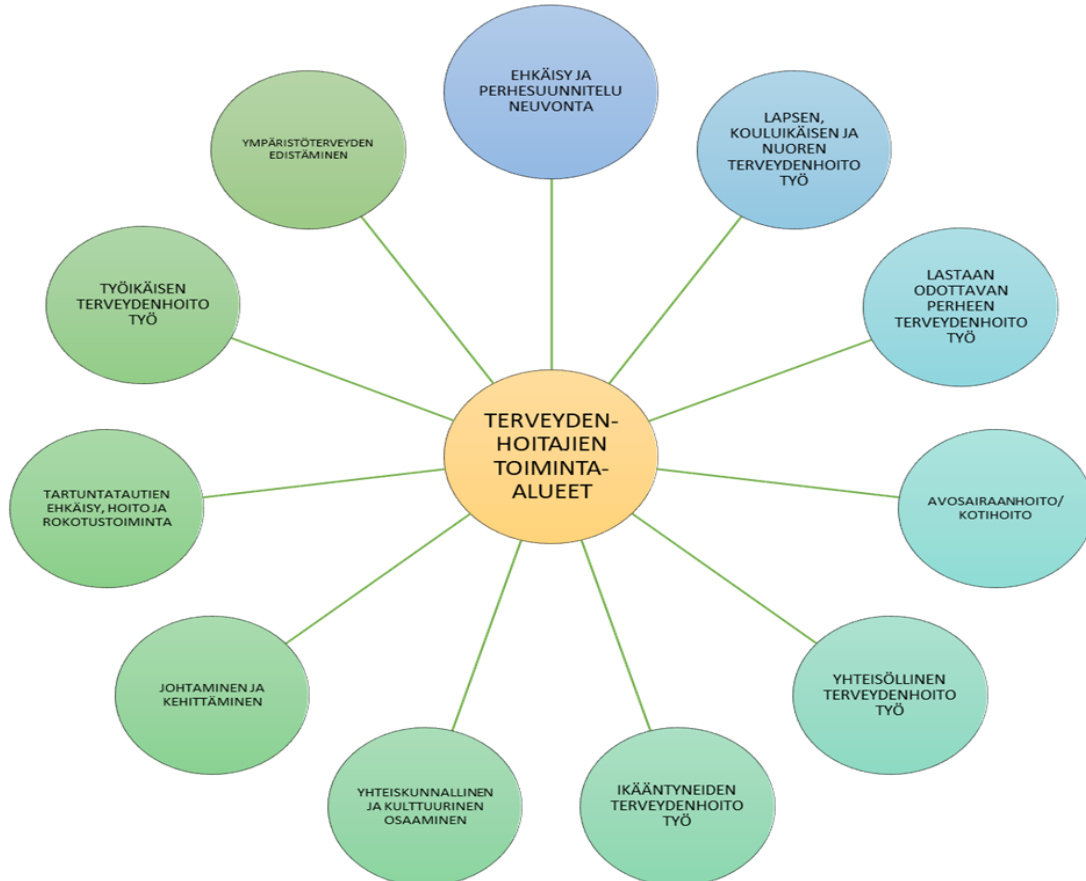 EHKÄISY JA
PERHESUUNNITELU
NEUVONTA
LAPSEN,
KOULUIKÄISEN JA
NUOREN
TERVEYDENHOITO
TYÖ
LASTAAN
ODOTTAVAN
PERHEEN
TERVEYDENHOITO
TYÖ
AVOSAIRAANHOITO/
KOTIHOITO
YHTEISÖLLINEN
TERVEYDENHOITO
TYÖ
IKÄÄNTYNEIDEN
TERVEYDENHOITO
TYÖ
YHTEISKUNNALLINEN
JA KULTTUURINEN
OSAAMINEN
JOHTAMINEN JA
KEHITTÄMINEN
TARTUNTATAUTIEN
EHKÄISY, HOITO JA
ROKOTUSTOIMINTA
TYÖIKÄISEN
TERVEYDENHOITO
TYÖ
YMPÄRISTÖTERVEYDEN
EDISTÄMINEN
TERVEYDEN-
HOITAJIEN
TOIMINTA-
ALUEET